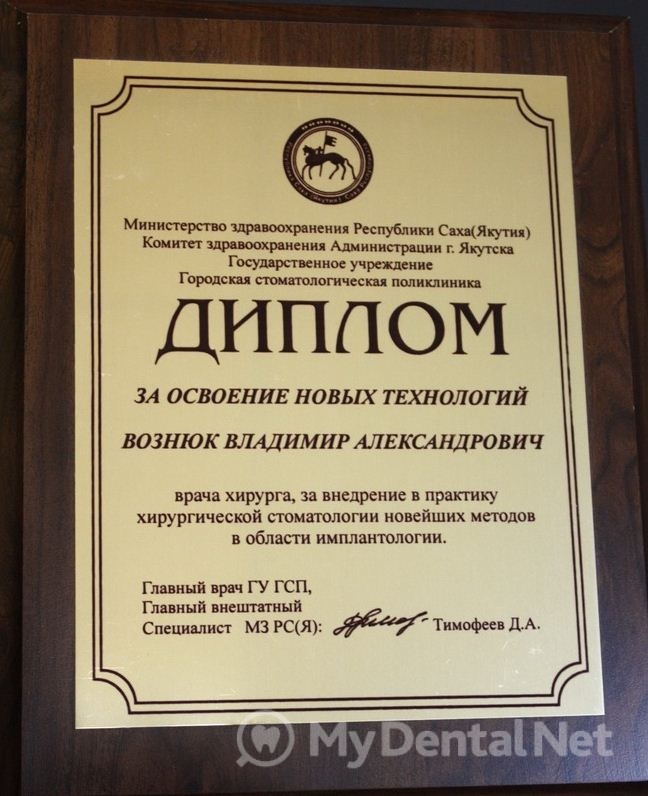 Министерство здравоохранения Республики Саха(Якутия)
Комитет здравоохранения Администрации г. Якутска
Государственное учреждение
Городская стоматологическая поликлиника
ДИПЛОМ
ЗА ОСВОЕНИЕ НОВЫХ ТЕХНОЛОГИЙ
ВОЗНЮК ВЛАДИМИР АЛЕКСАНДРОВИЧ
врача хирурга, за внедрение в практику
хирургической стоматологии новейших методов
в области имплантологии.
Главный врач ГУ ГСП,
Главный внештатный
Специалист МЗ РС(Я): Тимофеев Д.А.
MyDentalNet